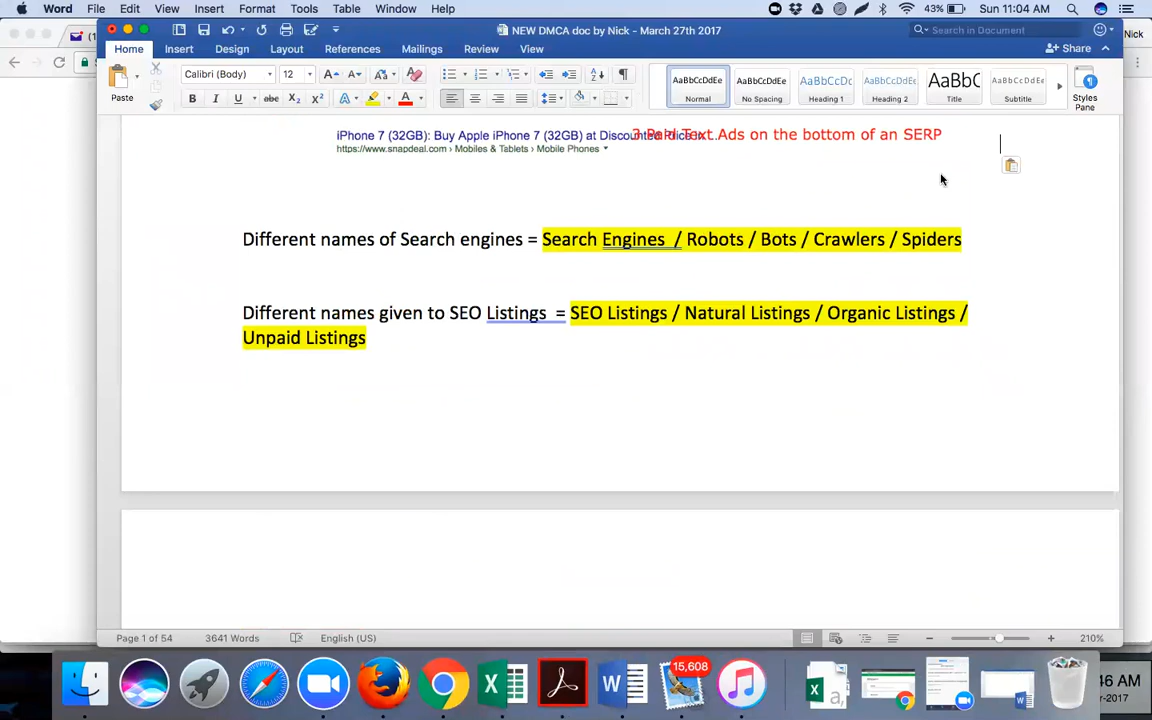 Word File Edit View Insert Format Tools Table Window Help 43% Sun 11:04 AM
NEW DMCA doc by Nick - March 27th 2017 Search in Document
Nick
Home Insert Design Layout References Mailings Review View Share
Paste Calibri (Body) 12
AaBbCcDdEe AaBbCcDdEe AaBbCcDc AaBbCcDdEe AaBbC AaBbCcDdEe
Normal No Spacing Heading 1 Heading 2 Title Subtitle Styles Pane
iPhone 7 (32GB): Buy Apple iPhone 7 (32GB) at Discounted Price
3 Paid Text Ads on the bottom of an SERP
https://www.snapdeal.com › Mobiles & Tablets › Mobile Phones
Different names of Search engines = Search Engines / Robots / Bots / Crawlers / Spiders
Different names given to SEO Listings = SEO Listings / Natural Listings / Organic Listings /
Unpaid Listings
Page 1 of 54 3641 Words English (US) 210%
15,608
46 AM
-2017